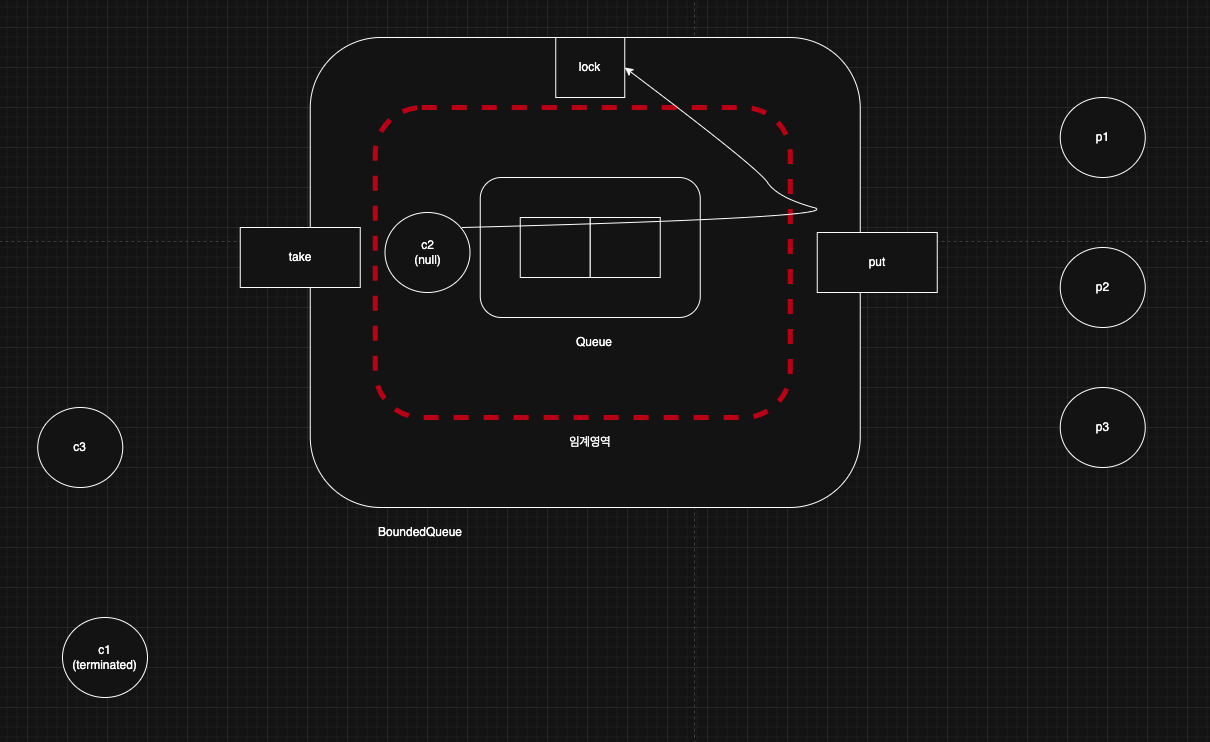 lock
p1
c2
(null)
take
put
p2
Queue
p3
임계영역
c3
BoundedQueue
c1
(terminated)